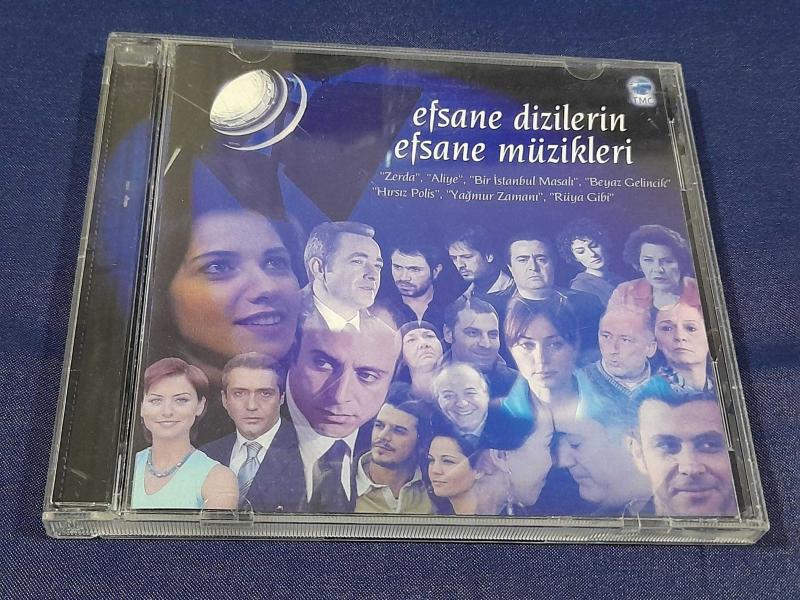 efsane dizilerin
efsane müzikleri
TMC
"Zerda", "Aliye", "Bir İstanbul Masalı", "Beyaz Gelincik"
"Hırsız Polis", "Yağmur Zamanı", "Rüya Gibi"